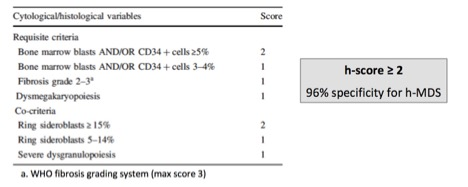 Cytological/histological variables Score
Requisite criteria
Bone marrow blasts AND/OR CD34 + cells ≥5% 2
Bone marrow blasts AND/OR CD34 + cells 3–4% 1
Fibrosis grade 2–3ª 1
Dysmegakaryopoiesis 1
Co-criteria
Ring sideroblasts ≥ 15% 2
Ring sideroblasts 5–14% 1
Severe dysgranulopoiesis 1
a. WHO fibrosis grading system (max score 3)
h-score ≥ 2
96% specificity for h-MDS